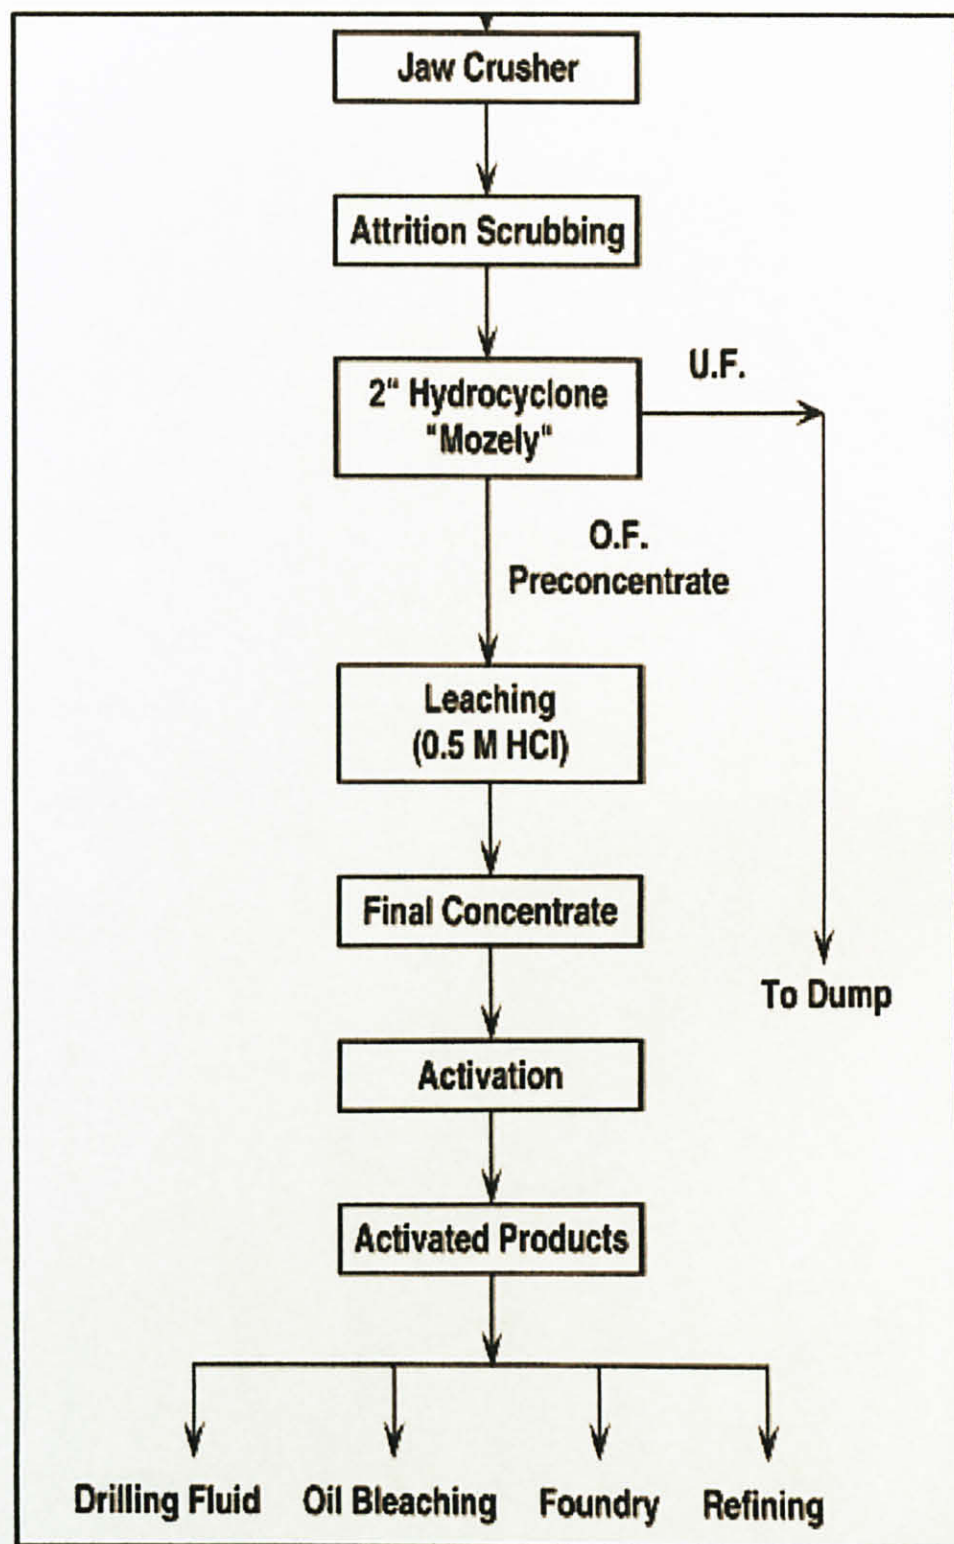 Jaw Crusher
Attrition Scrubbing
2" Hydrocyclone
"Mozely"
U.F.
O.F.
Preconcentrate
Leaching
(0.5 M HCl)
Final Concentrate
To Dump
Activation
Activated Products
Drilling Fluid
Oil Bleaching
Foundry
Refining